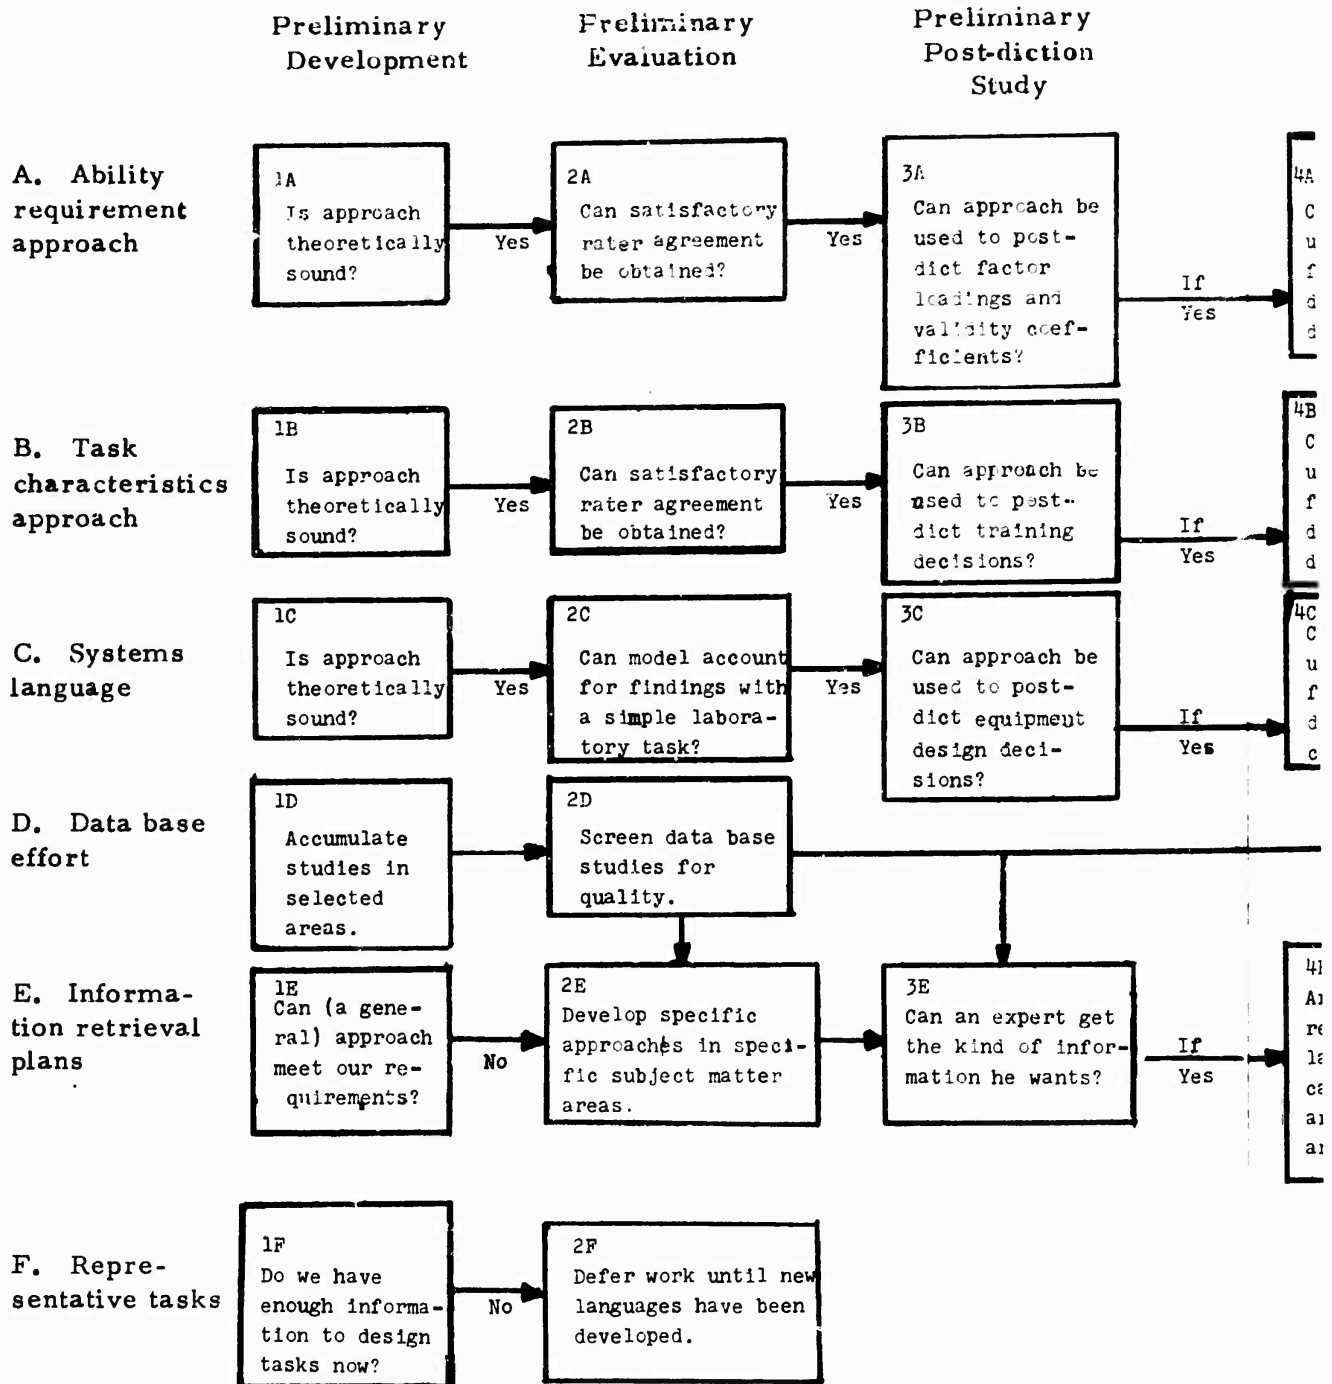 Preliminary
Development
Preliminary
Evaluation
Preliminary
Post-diction
Study
A. Ability
requirement
approach
1A
Is approach
theoretically
sound?
Yes
2A
Can satisfactory
rater agreement
be obtained?
Yes
3A
Can approach be
used to post-
dict factor
loadings and
validity coef-
ficients?
If
Yes
4A
C
u
f
d
d
B. Task
characteristics
approach
1B
Is approach
theoretically
sound?
Yes
2B
Can satisfactory
rater agreement
be obtained?
Yes
3B
Can approach be
used to post-
dict training
decisions?
If
Yes
4B
C
u
f
d
d
C. Systems
language
1C
Is approach
theoretically
sound?
Yes
2C
Can model account
for findings with
a simple labora-
tory task?
Yes
3C
Can approach be
used to post-
dict equipment
design deci-
sions?
If
Yes
4C
C
u
f
d
c
D. Data base
effort
1D
Accumulate
studies in
selected
areas.
2D
Screen data base
studies for
quality.
E. Informa-
tion retrieval
plans
1E
Can (a gene-
ral) approach
meet our re-
quirements?
No
2E
Develop specific
approaches in speci-
fic subject matter
areas.
3E
Can an expert get
the kind of infor-
mation he wants?
If
Yes
re
la
F. Repre-
sentative tasks
1F
Do we have
enough informa-
tion to design
tasks now?
No
2F
Defer work until new
languages have been
developed.